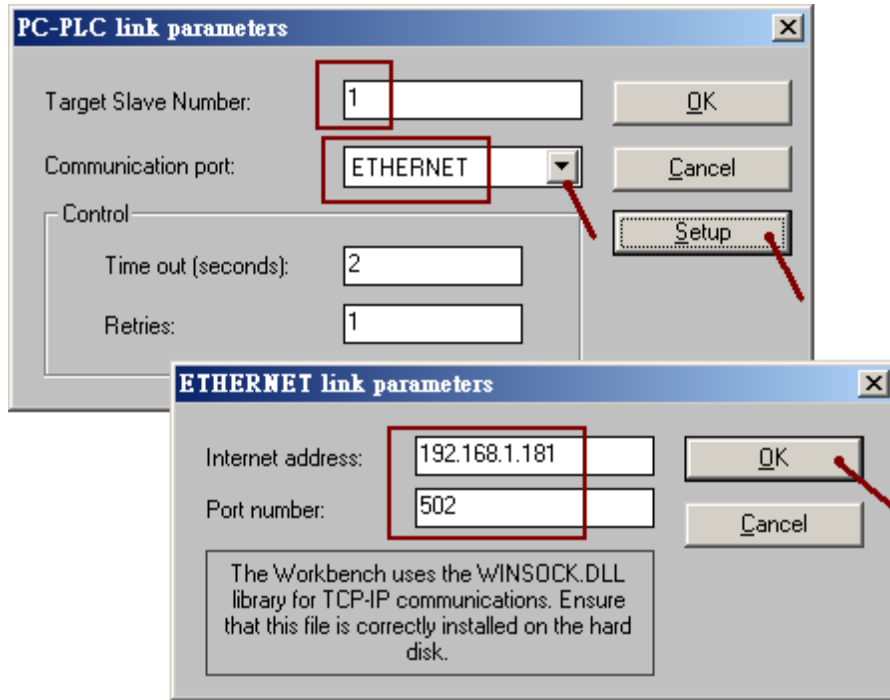 PC-PLC link parameters
Target Slave Number: 1 OK
Communication port: ETHERNET Cancel
Control Setup
Time out (seconds): 2
Retries: 1
ETHERNET link parameters
Internet address: 192.168.1.181 OK
Port number: 502 Cancel
The Workbench uses the WINSOCK.DLL
library for TCP-IP communications. Ensure
that this file is correctly installed on the hard
disk.